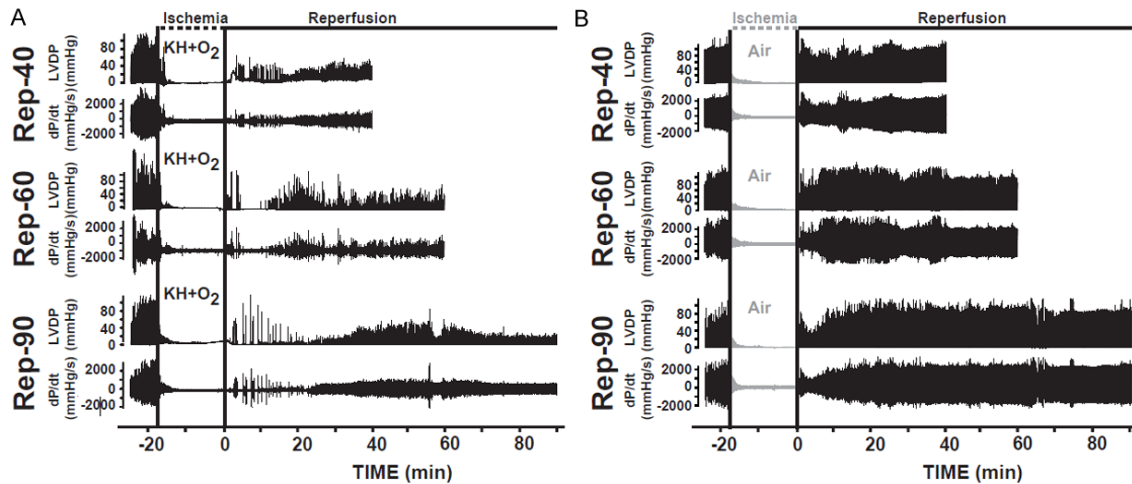 A
Ischemia
Reperfusion
Rep-40
LVDP
(mmHg)
80
40
0
KH+O2
dP/dt
(mmHg/s)
2000
0
-2000
Rep-60
LVDP
(mmHg)
80
40
0
KH+O2
dP/dt
(mmHg/s)
2000
0
-2000
Rep-90
LVDP
(mmHg)
80
40
0
KH+O2
dP/dt
(mmHg/s)
2000
0
-2000
-20 0 20 40 60 80
TIME (min)
B
Ischemia
Reperfusion
Rep-40
LVDP
(mmHg)
80
40
0
Air
dP/dt
(mmHg/s)
2000
0
-2000
Rep-60
LVDP
(mmHg)
80
40
0
Air
dP/dt
(mmHg/s)
2000
0
-2000
Rep-90
LVDP
(mmHg)
80
40
0
Air
dP/dt
(mmHg/s)
2000
0
-2000
-20 0 20 40 60 80
TIME (min)